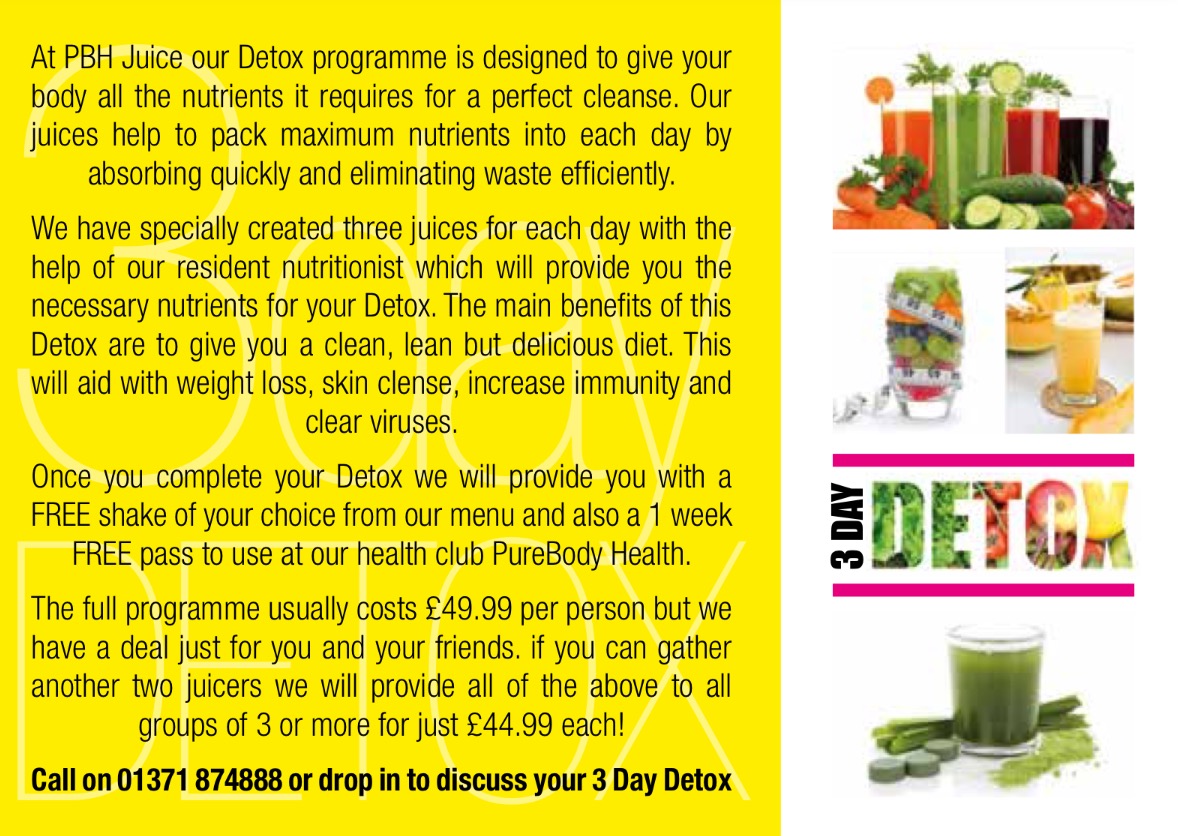 At PBH Juice our Detox programme is designed to give your
body all the nutrients it requires for a perfect cleanse. Our
juices help to pack maximum nutrients into each day by
absorbing quickly and eliminating waste efficiently.
We have specially created three juices for each day with the
help of our resident nutritionist which will provide you the
necessary nutrients for your Detox. The main benefits of this
Detox are to give you a clean, lean but delicious diet. This
will aid with weight loss, skin clense, increase immunity and
clear viruses.
Once you complete your Detox we will provide you with a
FREE shake of your choice from our menu and also a 1 week
FREE pass to use at our health club PureBody Health.
The full programme usually costs £49.99 per person but we
have a deal just for you and your friends. if you can gather
another two juicers we will provide all of the above to all
groups of 3 or more for just £44.99 each!
Call on 01371 874888 or drop in to discuss your 3 Day Detox
3day
DETOX
3 DAY
DETOX